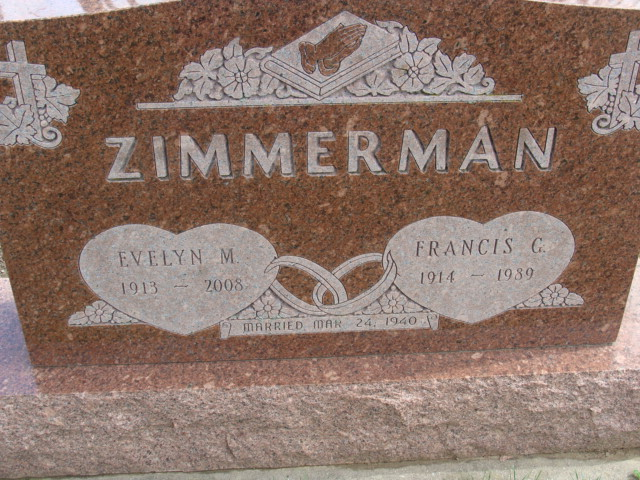 ZIMMERMAN
EVELYN M.
1913 – 2008
FRANCIS G.
1914 – 1989
MARRIED MAR. 24, 1940